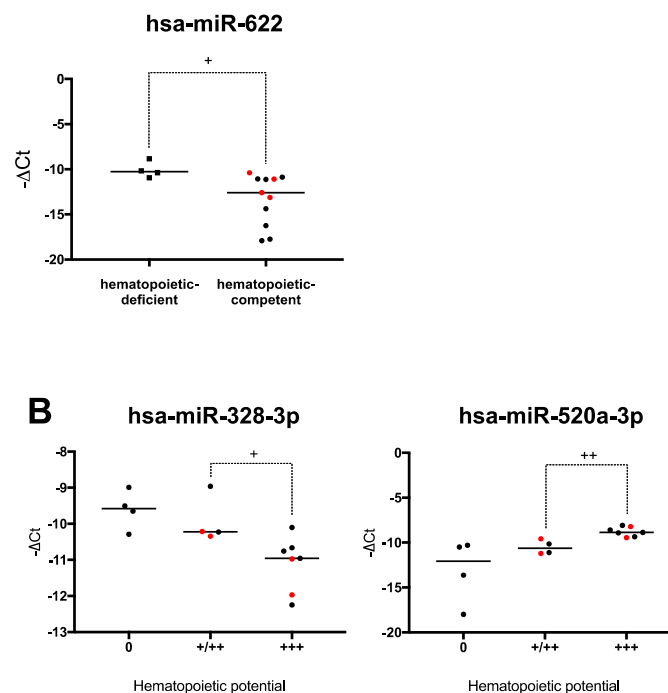 hsa-miR-622
+
0
-5
-10
-15
-20
-ΔCt
hematopoietic-
deficient
hematopoietic-
competent
B
hsa-miR-328-3p
+
-8
-9
-10
-11
-12
-13
-ΔCt
0
+/++
+++
Hematopoietic potential
hsa-miR-520a-3p
++
0
-5
-10
-15
-20
-ΔCt
0
+/++
+++
Hematopoietic potential